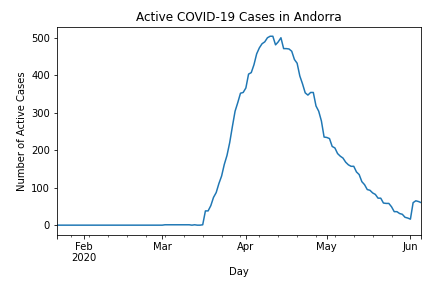 Active COVID-19 Cases in Andorra
Number of Active Cases
500
400
300
200
100
0
Feb
2020
Mar
Apr
May
Jun
Day